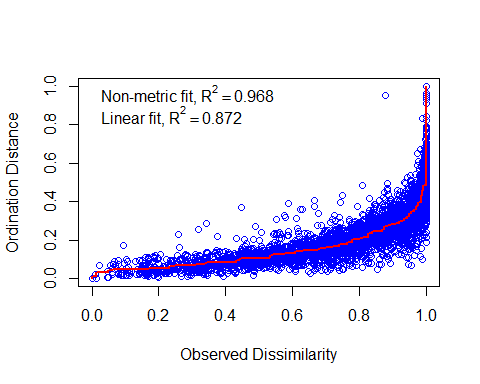 Non-metric fit, R² = 0.968
Linear fit, R² = 0.872
Ordination Distance
0.0 0.2 0.4 0.6 0.8 1.0
0.0 0.2 0.4 0.6 0.8 1.0
Observed Dissimilarity